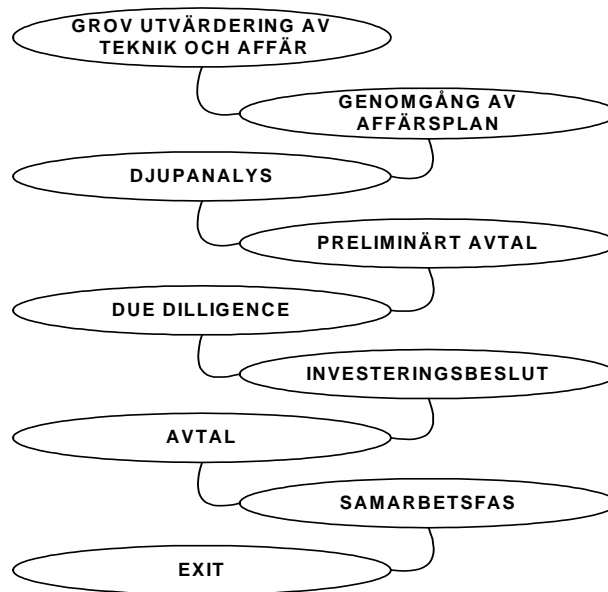 GROV UTVÄRDERING AV
TEKNIK OCH AFFÄR
GENOMGÅNG AV
AFFÄRSPLAN
DJUPANALYS
PRELIMINÄRT AVTAL
DUE DILLIGENCE
INVESTERINGSBESLUT
AVTAL
SAMARBETSFAS
EXIT